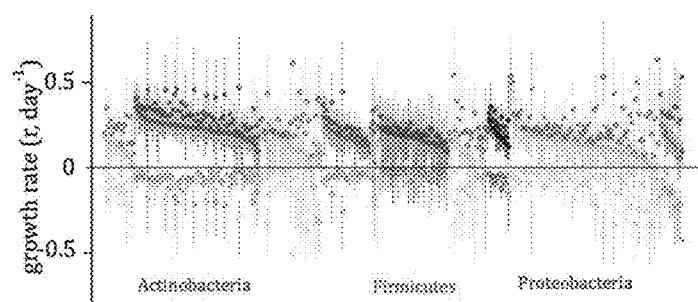 growth rate (r, day⁻¹)
0.5
0
-0.5
Actinobacteria
Firmicutes
Proteobacteria